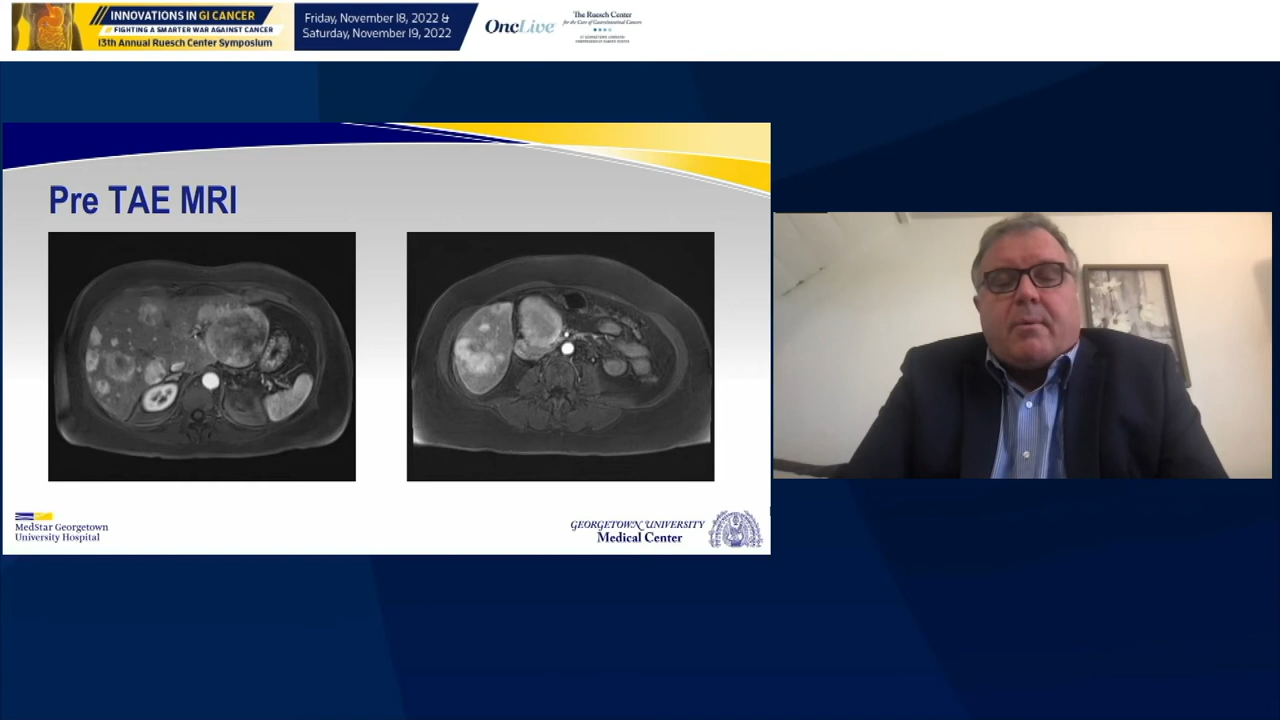 INNOVATIONS IN GI CANCER
FIGHTING A SMARTER WAR AGAINST CANCER
13th Annual Ruesch Center Symposium
Friday, November 18, 2022 &
Saturday, November 19, 2022
OncLive
The Ruesch Center
for the Cure of Gastrointestinal Cancers
Pre TAE MRI
MedStar Georgetown
University Hospital
GEORGETOWN UNIVERSITY
Medical Center